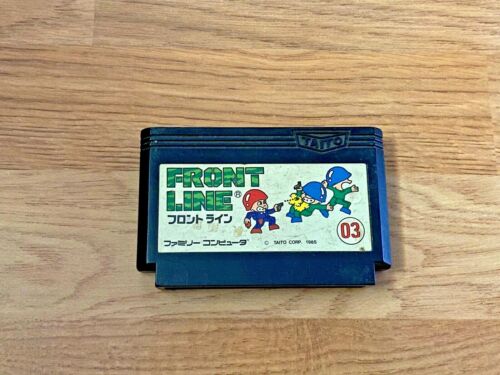 TAITO
FRONT
LINE®
フロント ライン
ファミリー コンピュータ
© TAITO CORP. 1985
03